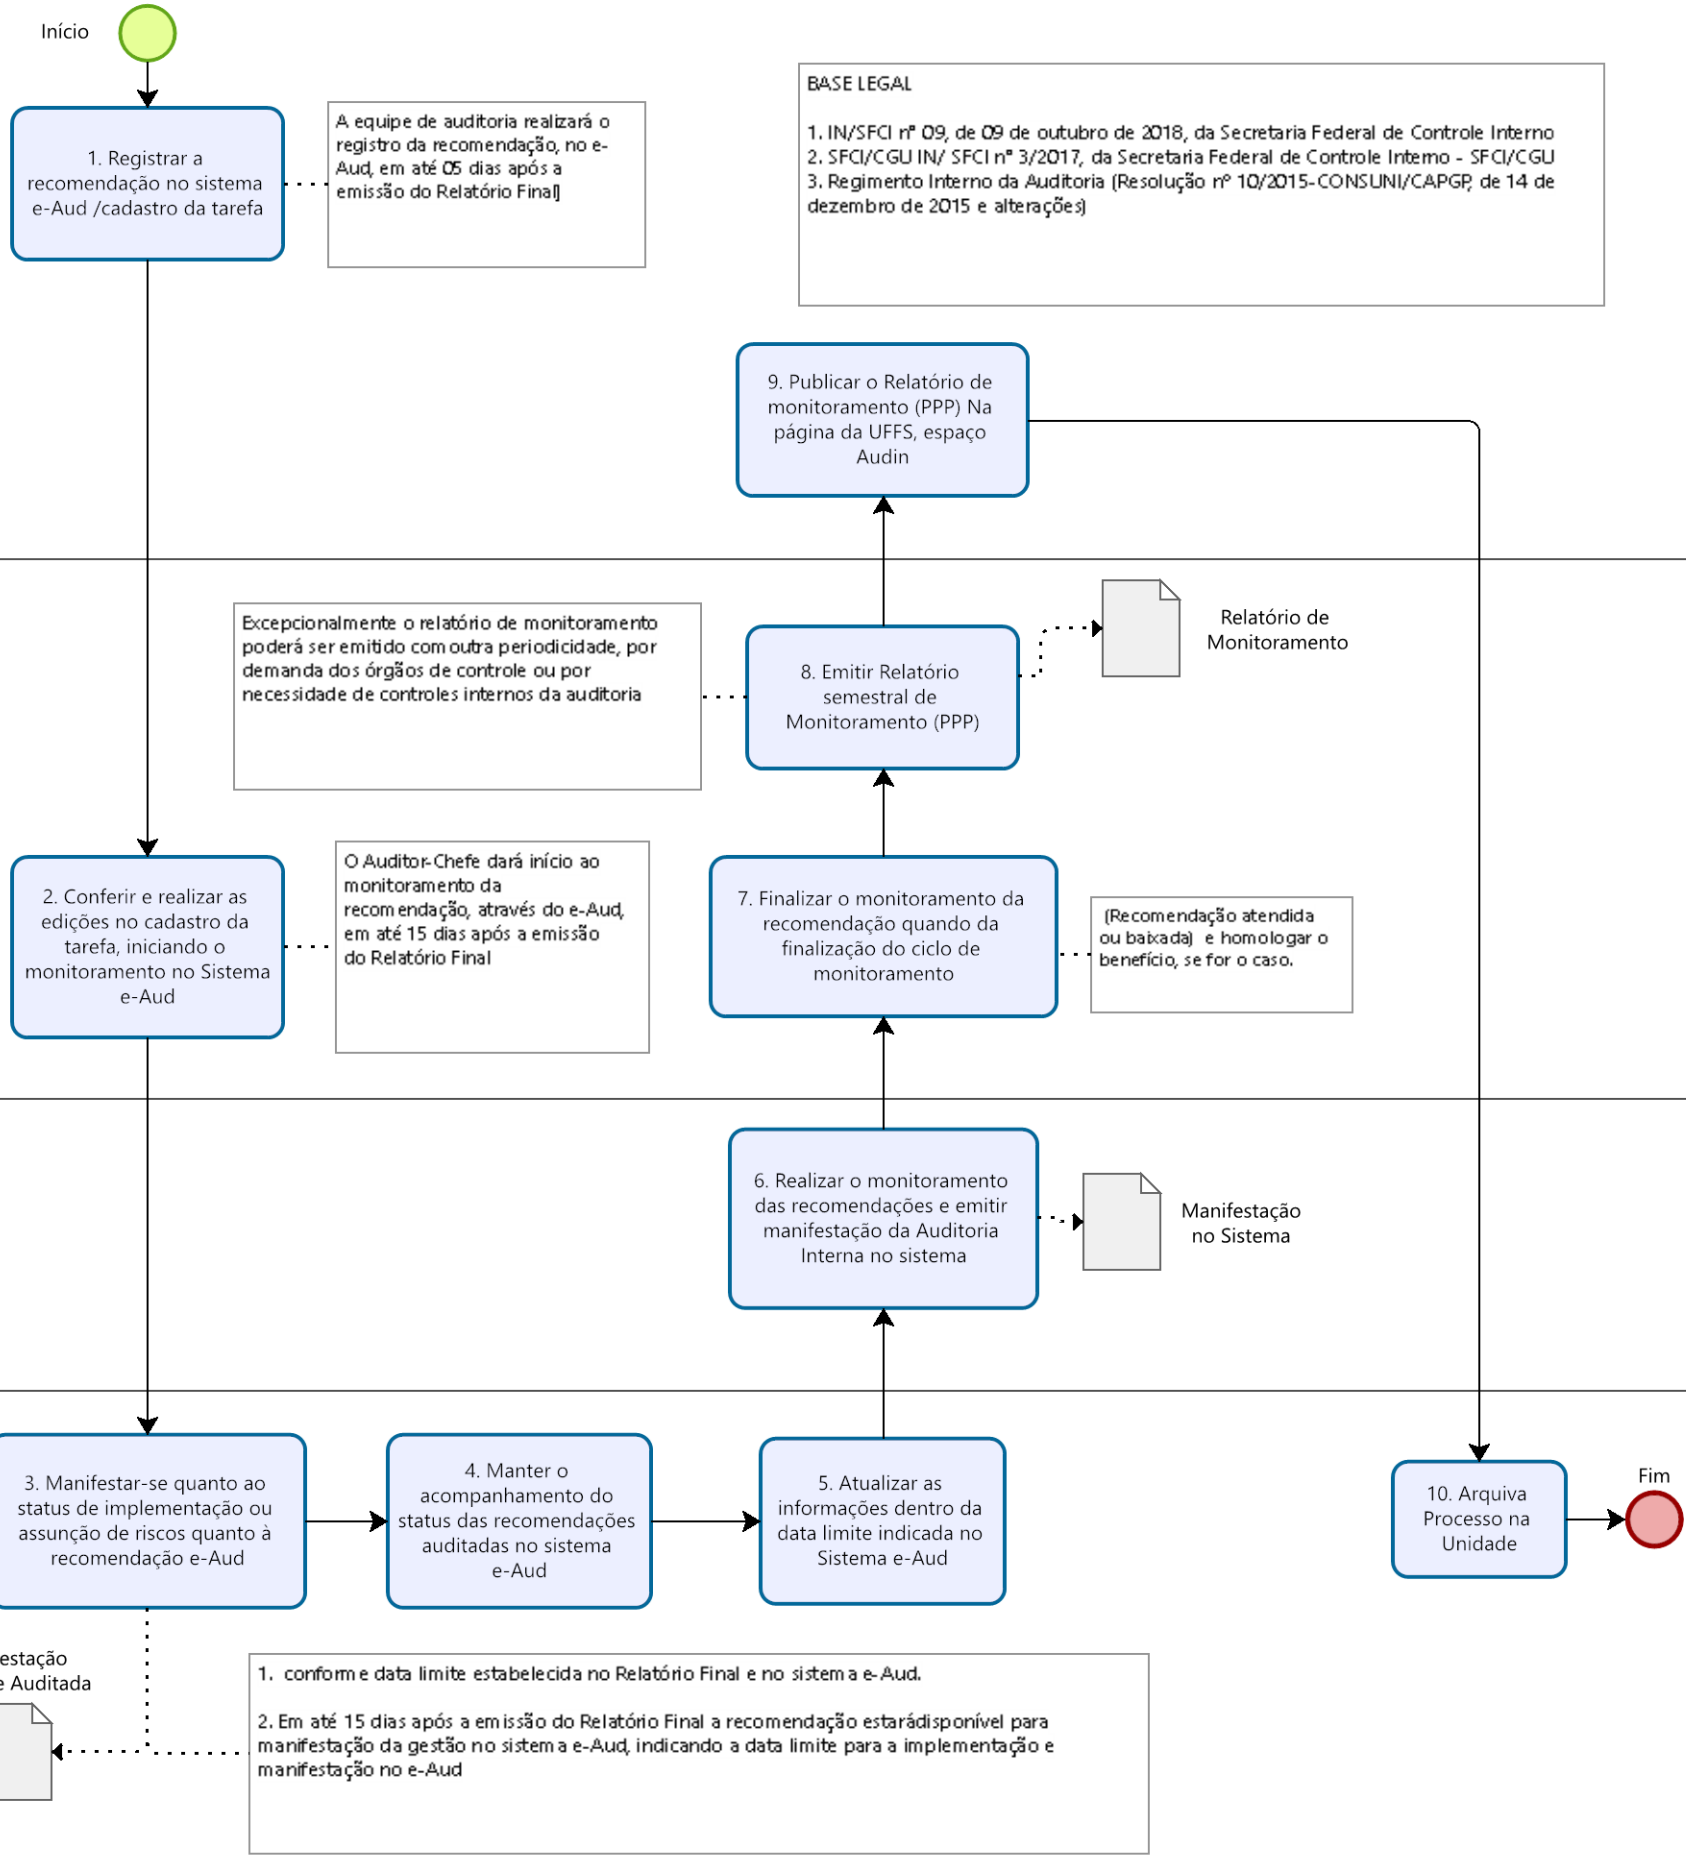 Início
1. Registrar a
recomendação no sistema
e-Aud /cadastro da tarefa
A equipe de auditoria realizará o
registro da recomendação, no e-
Aud, em até 05 dias após a
emissão do Relatório Final]
BASE LEGAL
1. IN/SFCI nº 09, de 09 de outubro de 2018, da Secretaria Federal de Controle Interno
2. SFCI/CGU IN/ SFCI nº 3/2017, da Secretaria Federal de Controle Interno - SFCI/CGU
3. Regimento Interno da Auditoria (Resolução nº 10/2015-CONSUNI/CAPGP, de 14 de
dezembro de 2015 e alterações)
9. Publicar o Relatório de
monitoramento (PPP) Na
página da UFFS, espaço
Audin
Excepcionalmente o relatório de monitoramento
poderá ser emitido com outra periodicidade, por
demanda dos órgãos de controle ou por
necessidade de controles internos da auditoria
8. Emitir Relatório
semestral de
Monitoramento (PPP)
Relatório de
Monitoramento
2. Conferir e realizar as
edições no cadastro da
tarefa, iniciando o
monitoramento no Sistema
e-Aud
O Auditor-Chefe dará início ao
monitoramento da
recomendação, através do e-Aud,
em até 15 dias após a emissão
do Relatório Final
7. Finalizar o monitoramento da
recomendação quando da
finalização do ciclo de
monitoramento
(Recomendação atendida
ou baixada) e homologar o
benefício, se for o caso.
6. Realizar o monitoramento
das recomendações e emitir
manifestação da Auditoria
Interna no sistema
Manifestação
no Sistema
3. Manifestar-se quanto ao
status de implementação ou
assunção de riscos quanto à
recomendação e-Aud
4. Manter o
acompanhamento do
status das recomendações
auditadas no sistema
e-Aud
5. Atualizar as
informações dentro da
data limite indicada no
Sistema e-Aud
10. Arquiva
Processo na
Unidade
Fim
estação
e Auditada
1. conforme data limite estabelecida no Relatório Final e no sistema e-Aud.
2. Em até 15 dias após a emissão do Relatório Final a recomendação estarádisponível para
manifestação da gestão no sistema e-Aud, indicando a data limite para a implementação e
manifestação no e-Aud